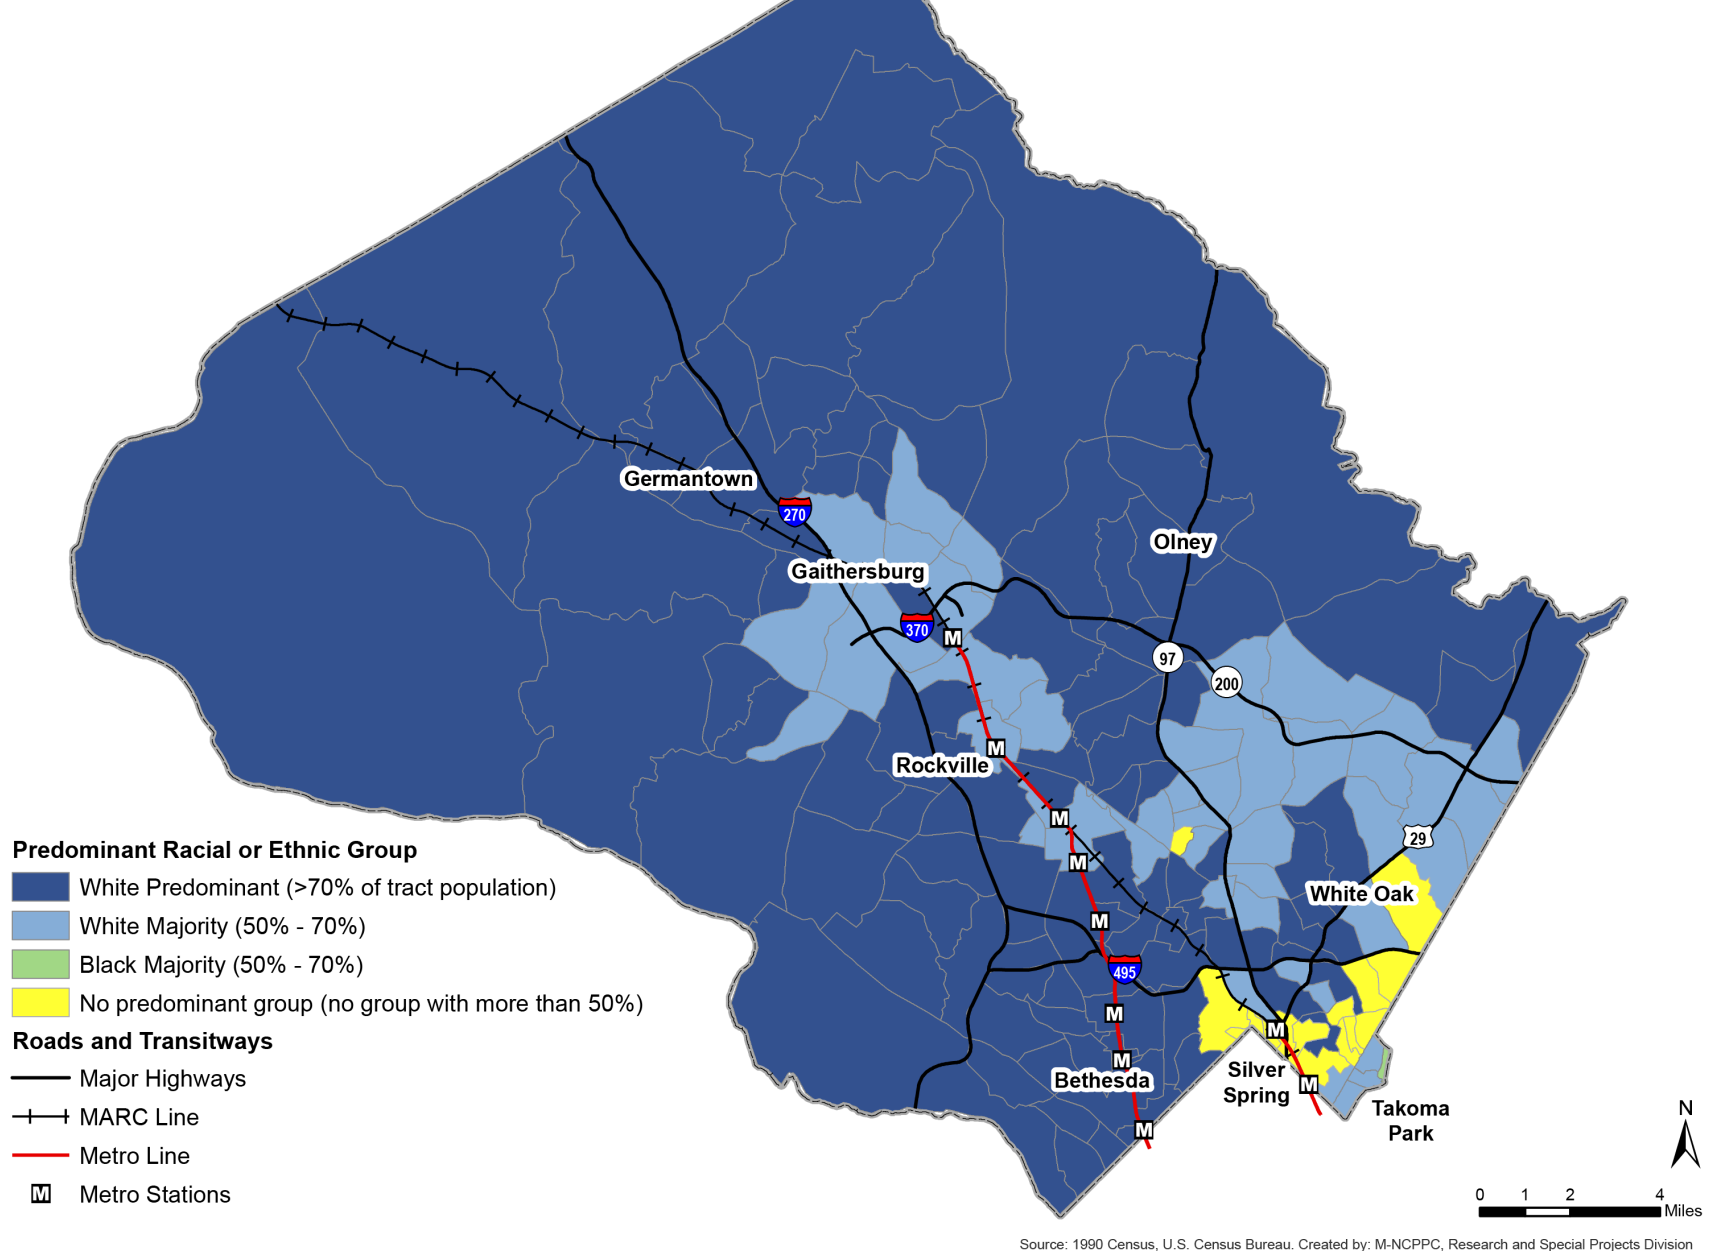 Germantown
270
Olney
Gaithersburg
370
M
97
200
M
Rockville
M
29
M
White Oak
M
495
M
M
M
Silver
Spring
Bethesda
M
Takoma
Park
M
Predominant Racial or Ethnic Group
White Predominant (>70% of tract population)
White Majority (50% - 70%)
Black Majority (50% - 70%)
No predominant group (no group with more than 50%)
Roads and Transitways
Major Highways
MARC Line
Metro Line
M Metro Stations
N
0 1 2 4
Miles
Source: 1990 Census, U.S. Census Bureau. Created by: M-NCPPC, Research and Special Projects Division